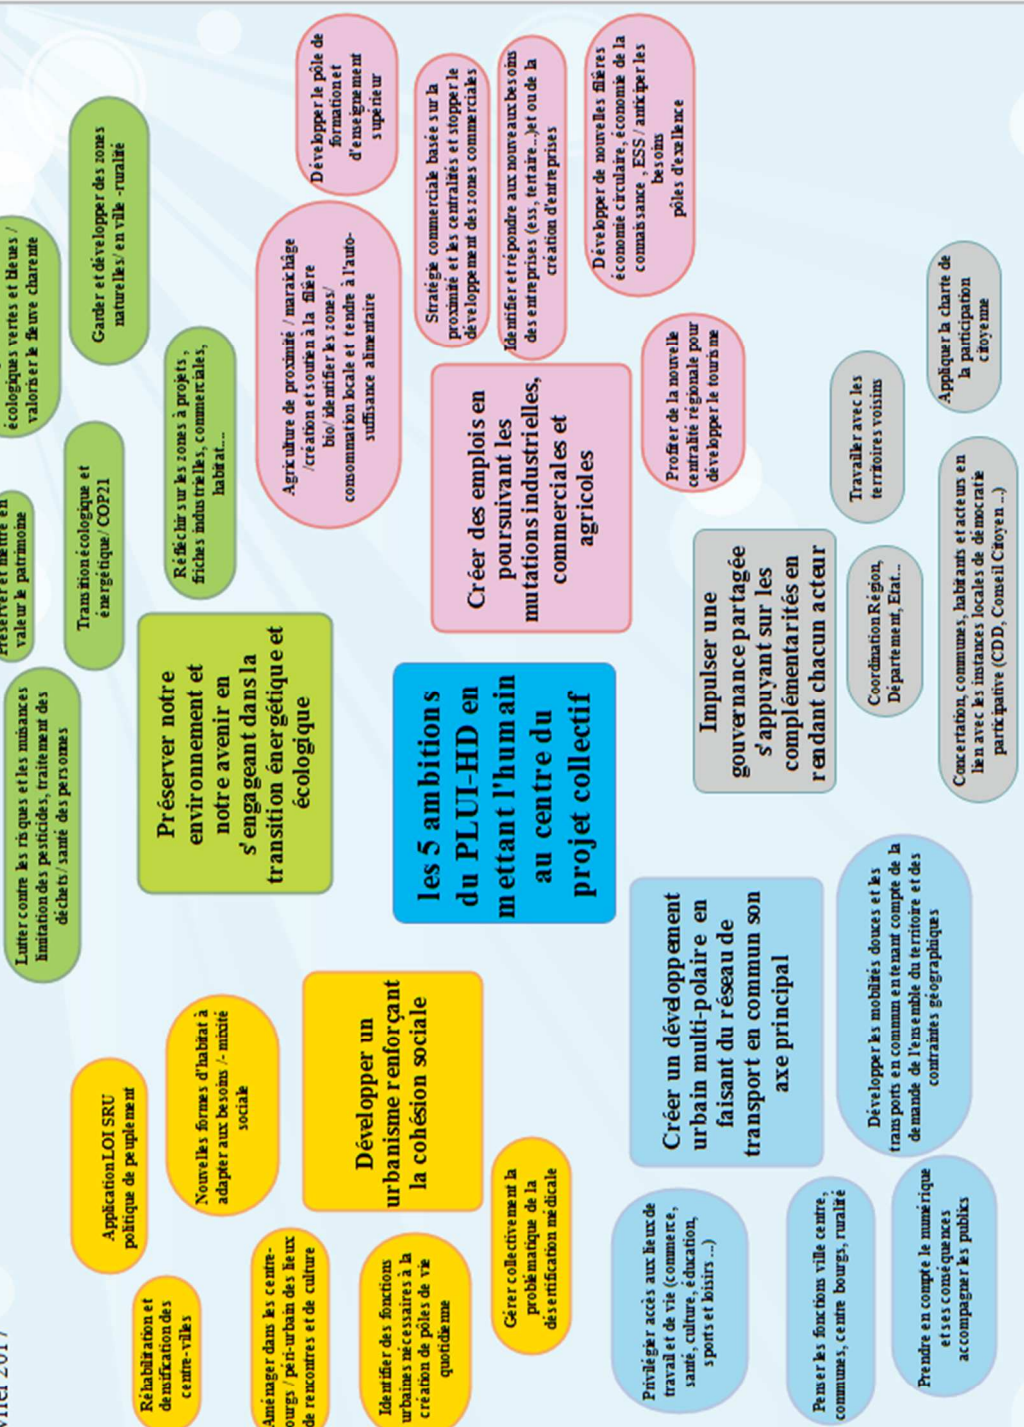 les 5 ambitions
du PLUI-HD en
mettant l'humain
au centre du
projet collectif
Préserver notre
environnement et
notre avenir en
s'engageant dans la
transition énergétique et
écologique
Lutter contre les risques et les nuisances
limitation des pesticides, traitement des
déchets/ santé des personnes
valeur le patrimoine
écologiques vertes et bleues /
valoriser le fleuve charente
Transition écologique et
énergétique/ COP21
Garder et développer des zones
naturelles/ en ville -ruralité
Réfléchir sur les zones à projets ,
friches industrielles, commerciales,
habitat....
Créer des emplois en
poursuivant les
mutations industrielles,
commerciales et
agricoles
Agriculture de proximité / maraichâge
/création et soutien à la filière
bio/ identifier les zones/
consommation locale et tendre à l'auto-
suffisance alimentaire
Développer le pôle de
formation et
d'enseignement
supérieur
Stratégie commerciale basée sur la
proximité et les centralités et stopper le
développement des zones commerciales
Identifier et répondre aux nouveaux besoins
des entreprises (ess, tertaire...)et ou de la
création d'entreprises
Développer de nouvelles filières
économie circulaire, économie de la
connaissance , ESS / anticiper les
besoins
pôles d'exellence
Profiter de la nouvelle
centralité régionale pour
développer le tourisme
Impulser une
gouvernance partagée
s'appuyant sur les
complémentarités en
rendant chacun acteur
Travailler avec les
territoires voisins
Appliquer la charte de
la participation
citoyenne
Coordination Région,
Département, Etat...
Concertation, communes, habitants et acteurs en
lien avec les instances locales de démocratie
participative (CDD, Conseil Citoyen ...)
Créer un développement
urbain multi-polaire en
faisant du réseau de
transport en commun son
axe principal
Développer les mobilités douces et les
transports en commun en tenant compte de la
demande de l'ensemble du territoire et des
contraintes géographiques
Privilégier accès aux lieux de
travail et de vie (commerce,
santé, culture, éducation,
sports et loisirs ...)
Penser les fonctions ville centre,
communes, centre bourgs, ruralité
Prendre en compte le numérique
et ses conséquences
accompagner les publics
Développer un
urbanisme renforçant
la cohésion sociale
Application LOI SRU
politique de peuplement
Nouvelles formes d'habitat à
adapter aux besoins /- mixité
sociale
Réhabilitation et
densification des
centre-villes
Aménager dans les centre-
ourgs / péri-urbain des lieux
de rencontres et de culture
Identifier des fonctions
urbaines nécessaires à la
création de pôles de vie
quotidienne
Gérer collectivement la
problématique de la
désertification médicale
2017